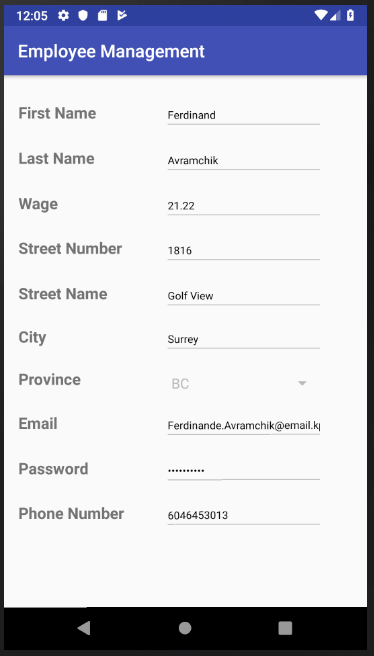 12:05
Employee Management
First Name Ferdinand
Last Name Avramchik
Wage 21.22
Street Number 1816
Street Name Golf View
City Surrey
Province BC
Email Ferdinande.Avramchik@email.k
Password ••••••••••
Phone Number 6046453013